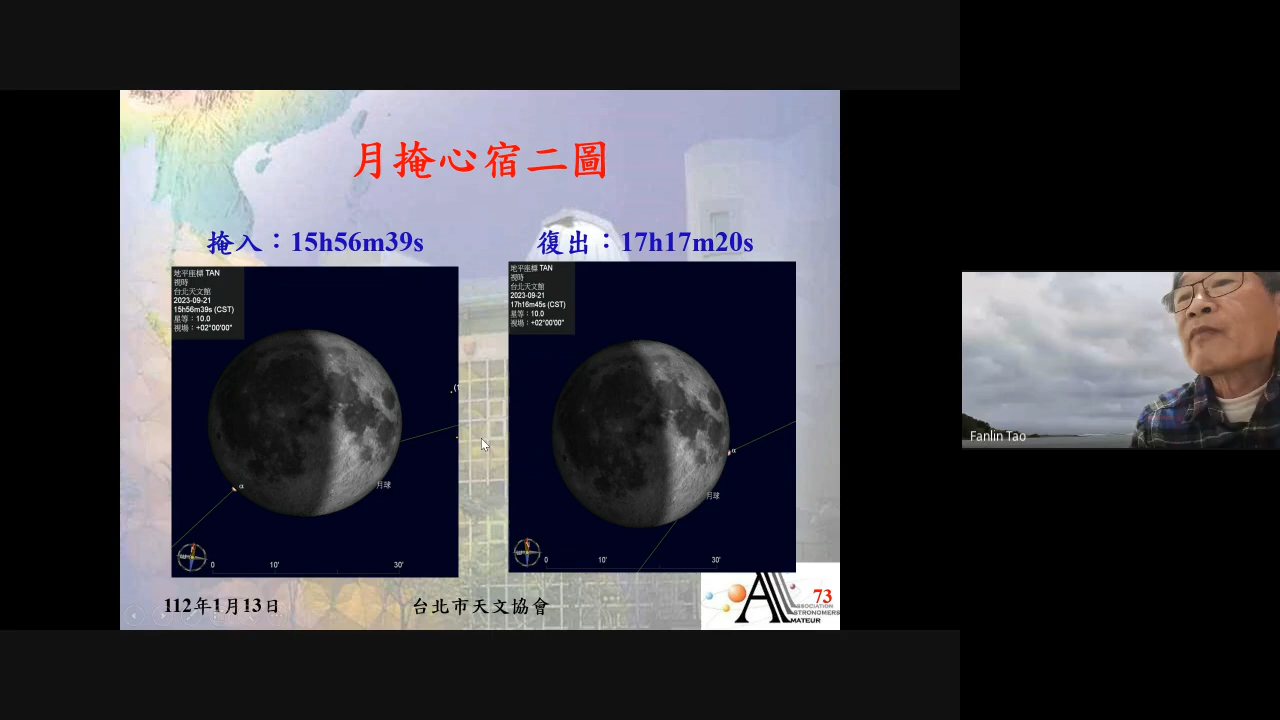 月掩心宿二圖
掩入：15h56m39s
復出：17h17m20s
地平座標 TAN
視時
台北天文館
2023-09-21
15h56m39s (CST)
星等：10.0
視場：+02°00'00"
α
月球
(1
0 10' 30'
地平座標 TAN
視時
台北天文館
2023-09-21
17h16m45s (CST)
星等：10.0
視場：+02°00'00"
α
月球
0 10' 30'
112年1月13日
台北市天文協會
73
A
SSOCIATION
STRONOMERS
MATEUR
Fanlin Tao